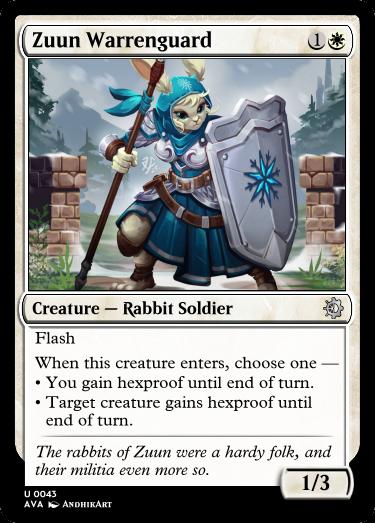 Zuun Warrenguard 1
Creature — Rabbit Soldier
Flash
When this creature enters, choose one —
• You gain hexproof until end of turn.
• Target creature gains hexproof until
end of turn.
The rabbits of Zuun were a hardy folk, and
their militia even more so.
1/3
U 0043
AVA AndhikArt